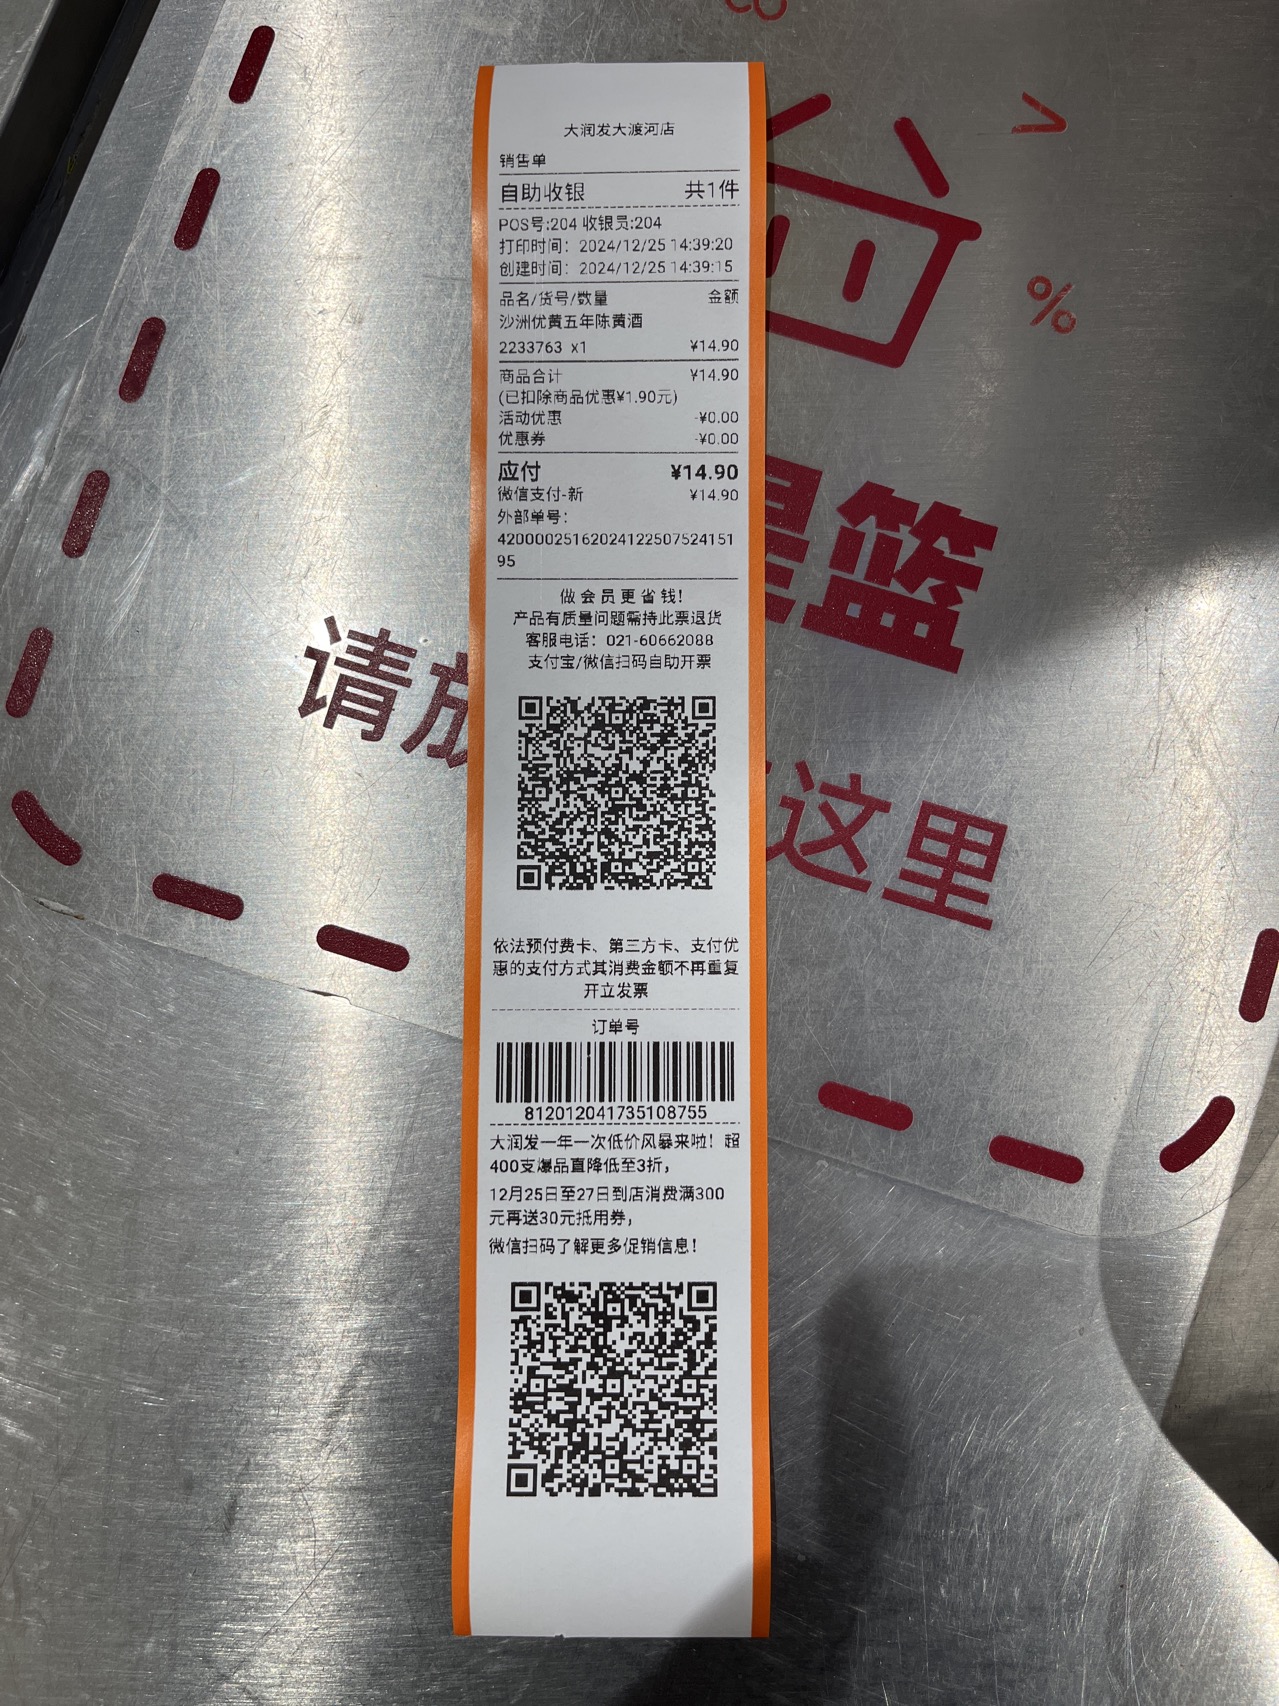 大润发大渡河店
销售单
自助收银 共1件
POS号:204 收银员:204
打印时间: 2024/12/25 14:39:20
创建时间: 2024/12/25 14:39:15
品名/货号/数量 金额
沙洲优黄五年陈黄酒
2233763 x1 ¥14.90
商品合计 ¥14.90
(已扣除商品优惠¥1.90元)
活动优惠 -¥0.00
优惠券 -¥0.00
应付 ¥14.90
微信支付-新 ¥14.90
外部单号:
42000025162024122507524151
95
做会员更省钱!
产品有质量问题需持此票退货
客服电话: 021-60662088
支付宝/微信扫码自助开票
依法预付费卡、第三方卡、支付优
惠的支付方式其消费金额不再重复
开立发票
订单号
812012041735108755
大润发一年一次低价风暴来啦! 超
400支爆品直降低至3折,
12月25日至27日到店消费满300
元再送30元抵用券,
微信扫码了解更多促销信息!
%
篮
请放
这里